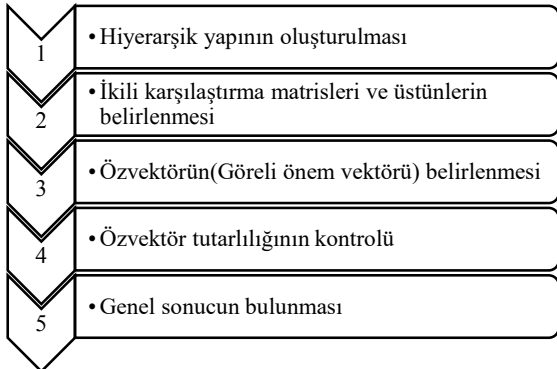 1
• Hiyerarşik yapının oluşturulması
2
• İkili karşılaştırma matrisleri ve üstünlerin
belirlenmesi
3
• Özvektörün(Göreli önem vektörü) belirlenmesi
4
• Özvektör tutarlılığının kontrolü
5
• Genel sonucun bulunması